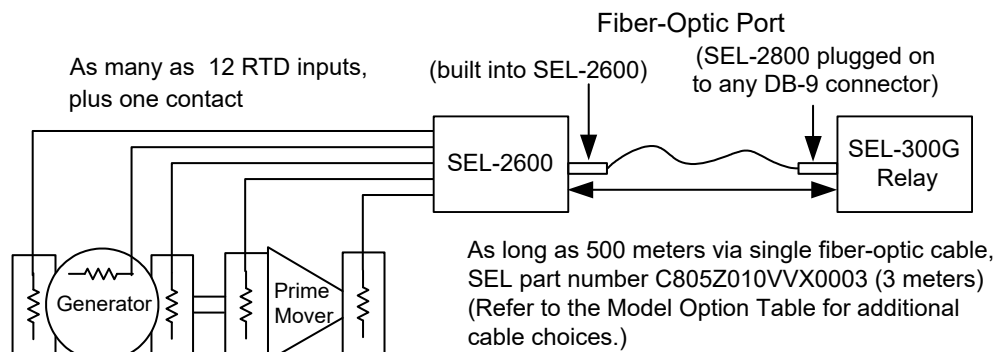 Fiber-Optic Port
As many as 12 RTD inputs,
plus one contact
(built into SEL-2600)
(SEL-2800 plugged on
to any DB-9 connector)
SEL-2600
SEL-300G
Relay
As long as 500 meters via single fiber-optic cable,
SEL part number C805Z010VVX0003 (3 meters)
(Refer to the Model Option Table for additional
cable choices.)
Generator
Prime
Mover